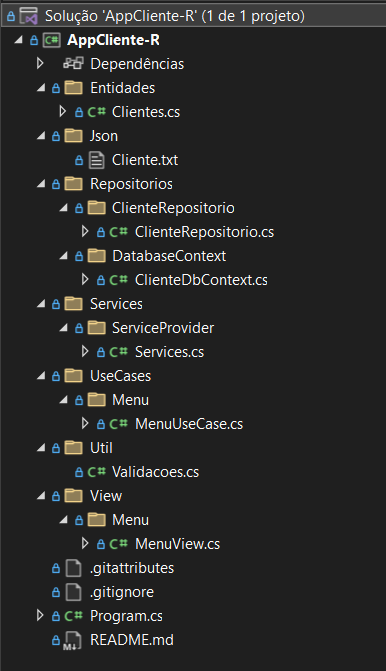 Solução 'AppCliente-R' (1 de 1 projeto)
AppCliente-R
Dependências
Entidades
C# Clientes.cs
Json
Cliente.txt
Repositorios
ClienteRepositorio
C# ClienteRepositorio.cs
DatabaseContext
C# ClienteDbContext.cs
Services
ServiceProvider
C# Services.cs
UseCases
Menu
C# MenuUseCase.cs
Util
C# Validacoes.cs
View
Menu
C# MenuView.cs
.gitattributes
.gitignore
C# Program.cs
README.md